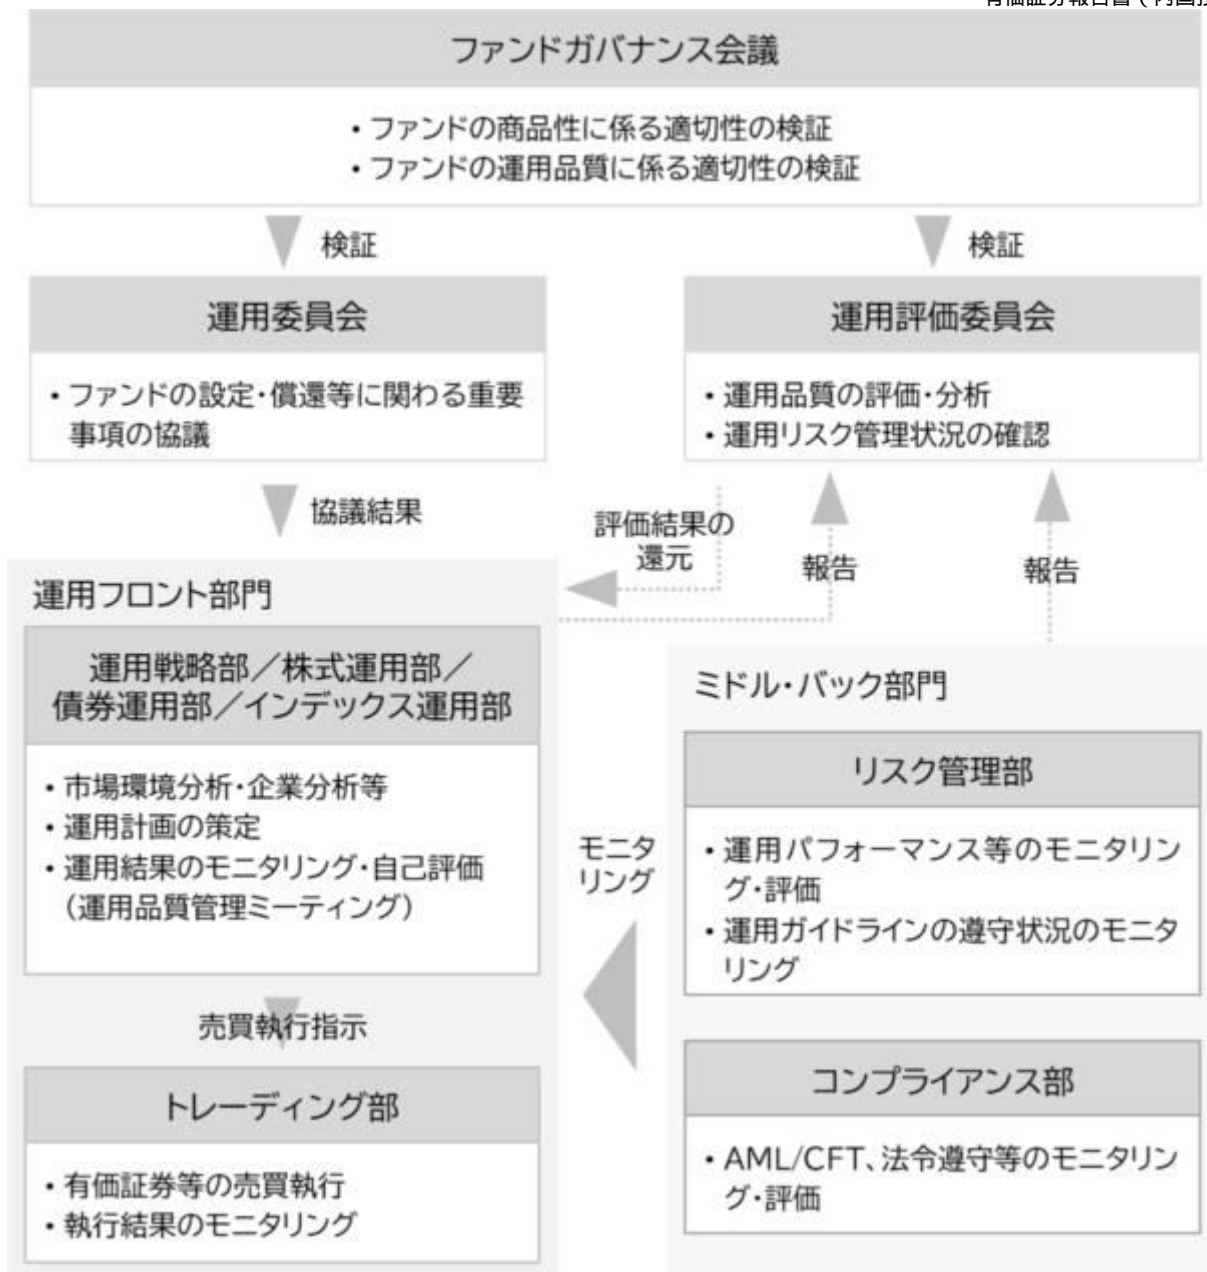 ファンドガバナンス会議
・ファンドの商品性に係る適切性の検証
・ファンドの運用品質に係る適切性の検証
検証
検証
運用委員会
・ファンドの設定・償還等に関わる重要
事項の協議
運用評価委員会
・運用品質の評価・分析
・運用リスク管理状況の確認
協議結果
評価結果の
還元
報告
報告
運用フロント部門
運用戦略部／株式運用部／
債券運用部／インデックス運用部
・市場環境分析・企業分析等
・運用計画の策定
・運用結果のモニタリング・自己評価
（運用品質管理ミーティング）
売買執行指示
トレーディング部
・有価証券等の売買執行
・執行結果のモニタリング
モニタ
リング
ミドル・バック部門
リスク管理部
・運用パフォーマンス等のモニタリン
グ・評価
・運用ガイドラインの遵守状況のモニタ
リング
コンプライアンス部
・AML/CFT、法令遵守等のモニタリン
グ・評価